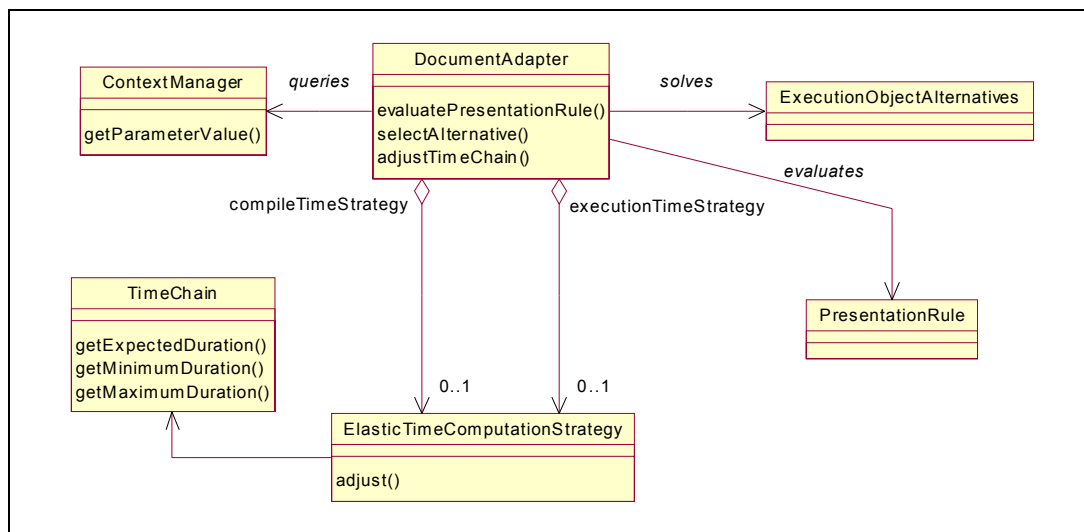 DocumentAdapter
evaluatePresentationRule()
selectAlternative()
adjustTimeChain()
queries
solves
ContextManager
getParameterValue()
ExecutionObjectAlternatives
evaluates
compileTimeStrategy
executionTimeStrategy
TimeChain
getExpectedDuration()
getMinimumDuration()
getMaximumDuration()
PresentationRule
0..1
0..1
ElasticTimeComputationStrategy
adjust()